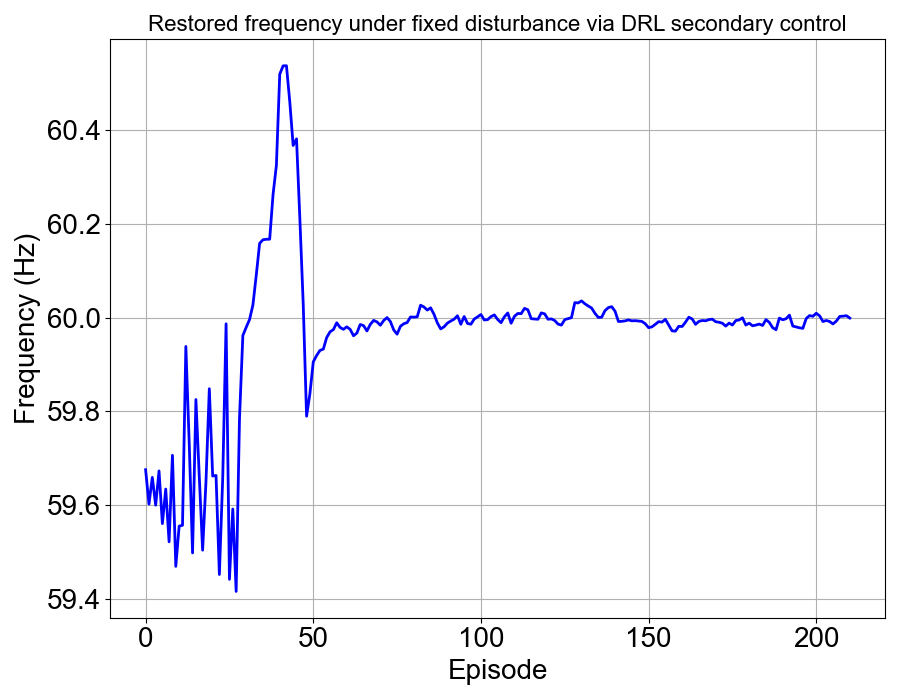 Restored frequency under fixed disturbance via DRL secondary control
60.4
60.2
60.0
59.8
59.6
59.4
Frequency (Hz)
0 50 100 150 200
Episode